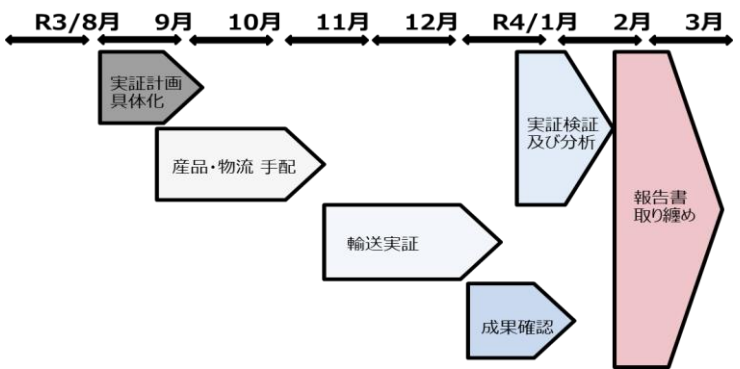 R3/8月 9月 10月 11月 12月 R4/1月 2月 3月
実証計画
具体化
産品・物流 手配
輸送実証
成果確認
実証検証
及び分析
報告書
取り纏め